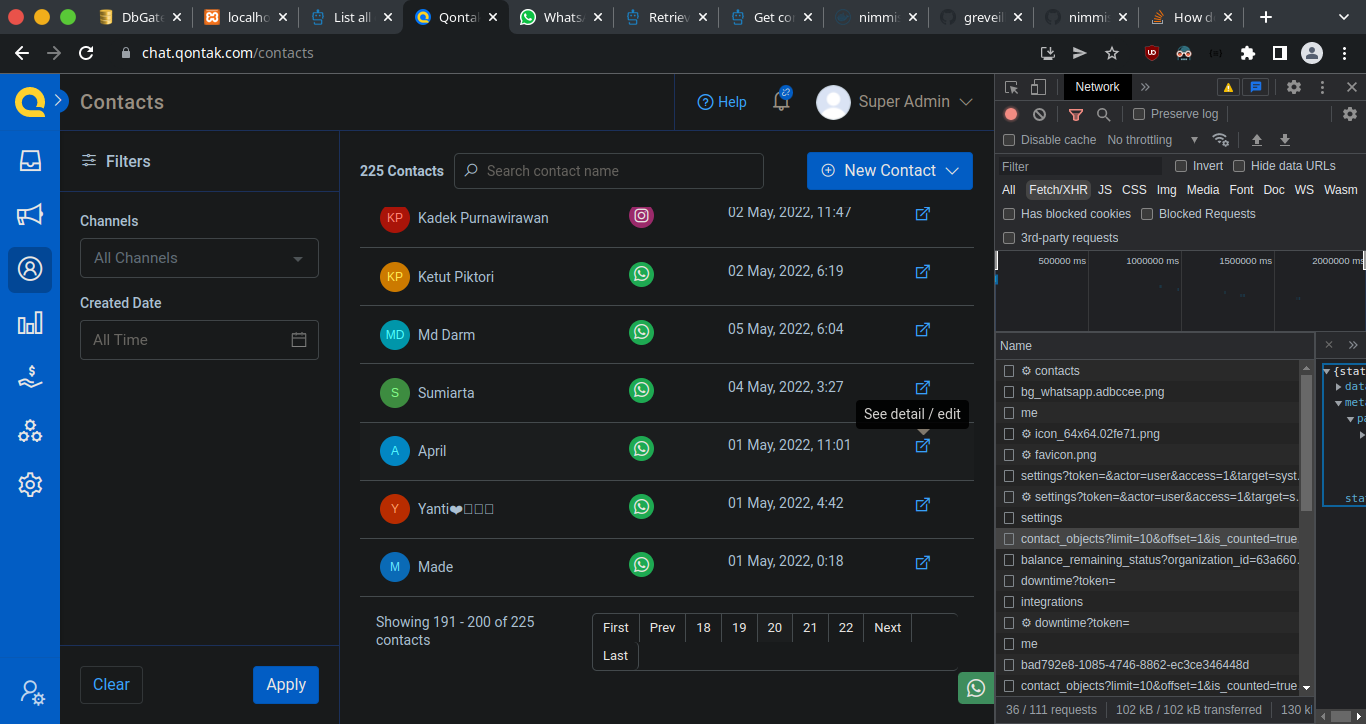 DbGate
localho
List all
Qontak
WhatsA
Retriev
Get con
nimmis
greveil
nimmis
How d
chat.qontak.com/contacts
Contacts
Help
Super Admin
Filters
Channels
All Channels
Created Date
All Time
Clear
Apply
225 Contacts
Search contact name
New Contact
KP Kadek Purnawirawan 02 May, 2022, 11:47
KP Ketut Piktori 02 May, 2022, 6:19
MD Md Darm 05 May, 2022, 6:04
S Sumiarta 04 May, 2022, 3:27
See detail / edit
A April 01 May, 2022, 11:01
Y Yanti❤ 01 May, 2022, 4:42
M Made 01 May, 2022, 0:18
Showing 191 - 200 of 225
contacts
First Prev 18 19 20 21 22 Next
Last
Network
Preserve log
Disable cache No throttling
Filter Invert Hide data URLs
All Fetch/XHR JS CSS Img Media Font Doc WS Wasm
Has blocked cookies Blocked Requests
3rd-party requests
500000 ms 1000000 ms 1500000 ms 2000000 ms
Name
contacts
bg_whatsapp.adbccee.png
me
icon_64x64.02fe71.png
favicon.png
settings?token=&actor=user&access=1&target=syst...
settings?token=&actor=user&access=1&target=s...
settings
contact_objects?limit=10&offset=1&is_counted=true
balance_remaining_status?organization_id=63a660...
downtime?token=
integrations
downtime?token=
me
bad792e8-1085-4746-8862-ec3ce346448d
contact_objects?limit=10&offset=1&is_counted=true
{stat
dat
met
pa
sta
36 / 111 requests 102 kB / 102 kB transferred 130 k